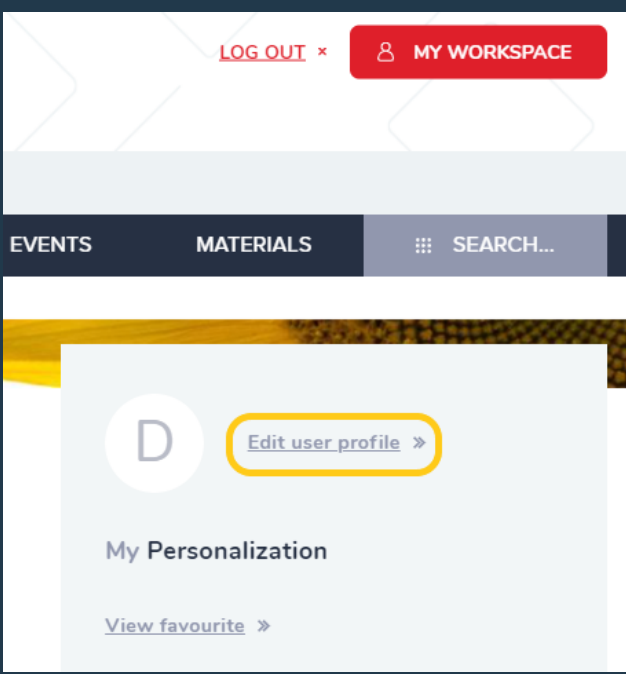 LOG OUT × MY WORKSPACE
EVENTS MATERIALS SEARCH...
D Edit user profile »
My Personalization
View favourite »